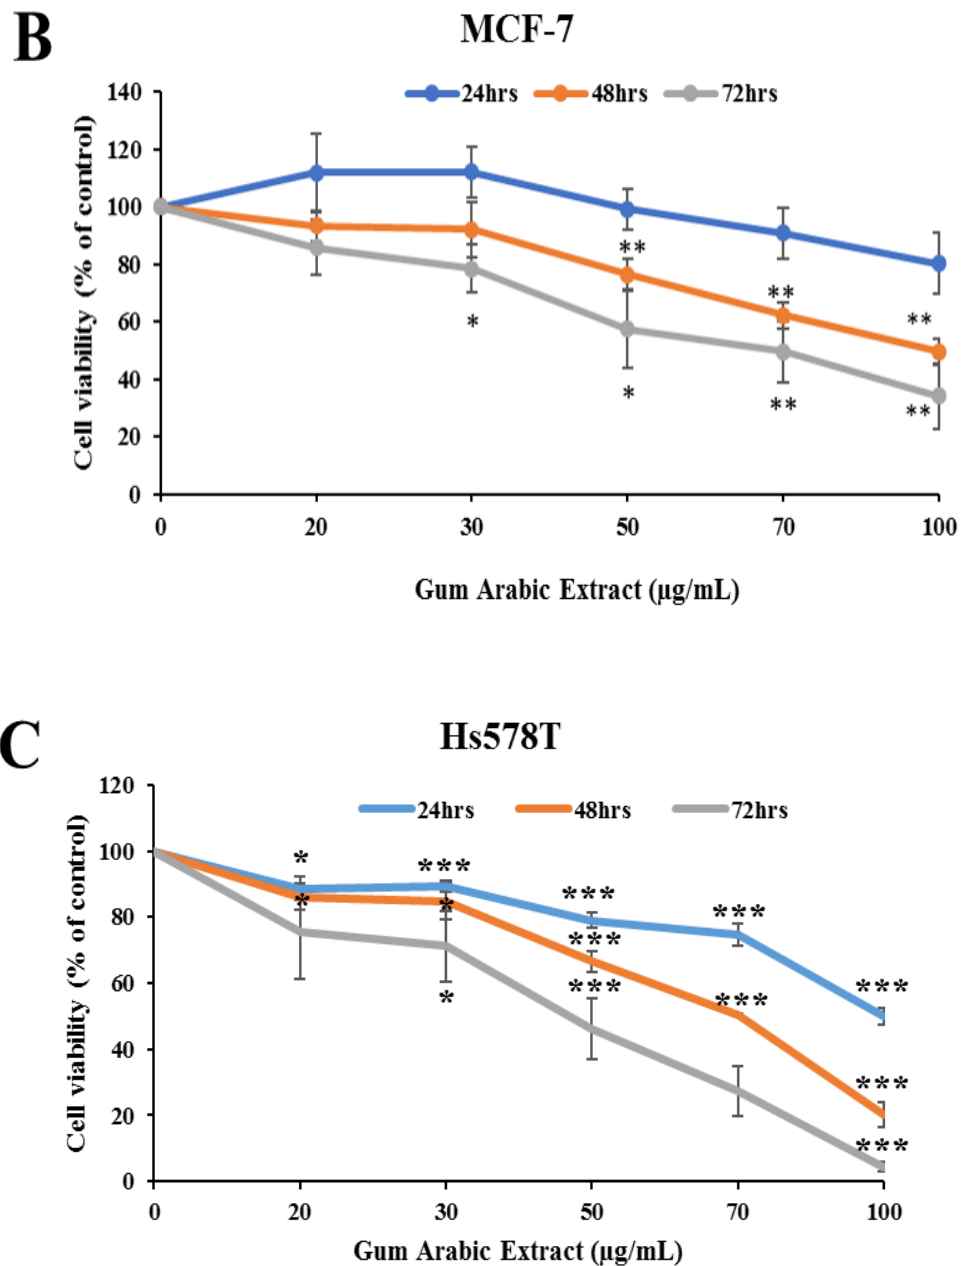 B
MCF-7
24hrs 48hrs 72hrs
140
120
100
80
60
40
20
0
Cell viability (% of control)
**
** **
*
* ** **
0 20 30 50 70 100
Gum Arabic Extract (µg/mL)
C
Hs578T
24hrs 48hrs 72hrs
120
100
80
60
40
20
0
Cell viability (% of control)
* *** *** *** ***
* * *** *** ***
* *** ***
0 20 30 50 70 100
Gum Arabic Extract (µg/mL)